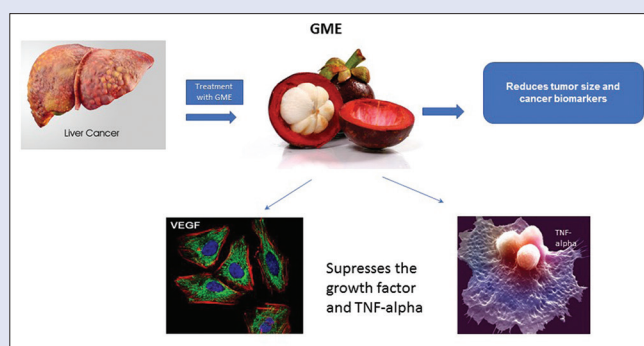 GME
Liver Cancer
Treatment
with GME
Reduces tumor size and
cancer biomarkers
VEGF
Supresses the
growth factor
and TNF-alpha
TNF-
alpha